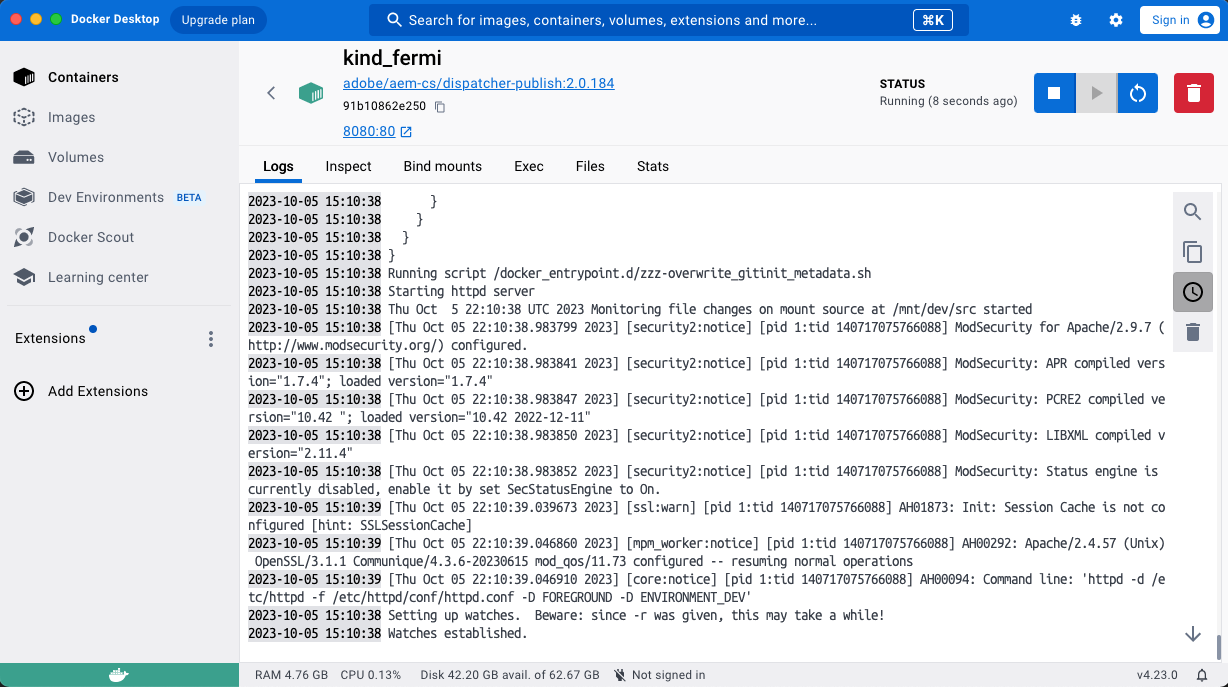 Docker Desktop
Upgrade plan
Search for images, containers, volumes, extensions and more...
⌘K
Sign in
Containers
Images
Volumes
Dev Environments BETA
Docker Scout
Learning center
Extensions
Add Extensions
kind_fermi
adobe/aem-cs/dispatcher-publish:2.0.184
91b10862e250
8080:80
STATUS
Running (8 seconds ago)
Logs Inspect Bind mounts Exec Files Stats
2023-10-05 15:10:38 }
2023-10-05 15:10:38 }
2023-10-05 15:10:38 }
2023-10-05 15:10:38 }
2023-10-05 15:10:38 Running script /docker_entrypoint.d/zzz-overwrite_gitinit_metadata.sh
2023-10-05 15:10:38 Starting httpd server
2023-10-05 15:10:38 Thu Oct  5 22:10:38 UTC 2023 Monitoring file changes on mount source at /mnt/dev/src started
2023-10-05 15:10:38 [Thu Oct 05 22:10:38.983799 2023] [security2:notice] [pid 1:tid 140717075766088] ModSecurity for Apache/2.9.7 (
http://www.modsecurity.org/) configured.
2023-10-05 15:10:38 [Thu Oct 05 22:10:38.983841 2023] [security2:notice] [pid 1:tid 140717075766088] ModSecurity: APR compiled vers
ion="1.7.4"; loaded version="1.7.4"
2023-10-05 15:10:38 [Thu Oct 05 22:10:38.983847 2023] [security2:notice] [pid 1:tid 140717075766088] ModSecurity: PCRE2 compiled ve
rsion="10.42 "; loaded version="10.42 2022-12-11"
2023-10-05 15:10:38 [Thu Oct 05 22:10:38.983850 2023] [security2:notice] [pid 1:tid 140717075766088] ModSecurity: LIBXML compiled v
ersion="2.11.4"
2023-10-05 15:10:38 [Thu Oct 05 22:10:38.983852 2023] [security2:notice] [pid 1:tid 140717075766088] ModSecurity: Status engine is
currently disabled, enable it by set SecStatusEngine to On.
2023-10-05 15:10:39 [Thu Oct 05 22:10:39.039673 2023] [ssl:warn] [pid 1:tid 140717075766088] AH01873: Init: Session Cache is not co
nfigured [hint: SSLSessionCache]
2023-10-05 15:10:39 [Thu Oct 05 22:10:39.046860 2023] [mpm_worker:notice] [pid 1:tid 140717075766088] AH00292: Apache/2.4.57 (Unix)
OpenSSL/3.1.1 Communique/4.3.6-20230615 mod_qos/11.73 configured -- resuming normal operations
2023-10-05 15:10:39 [Thu Oct 05 22:10:39.046910 2023] [core:notice] [pid 1:tid 140717075766088] AH00094: Command line: 'httpd -d /e
tc/httpd -f /etc/httpd/conf/httpd.conf -D FOREGROUND -D ENVIRONMENT_DEV'
2023-10-05 15:10:38 Setting up watches.  Beware: since -r was given, this may take a while!
2023-10-05 15:10:38 Watches established.
RAM 4.76 GB CPU 0.13% Disk 42.20 GB avail. of 62.67 GB Not signed in v4.23.0